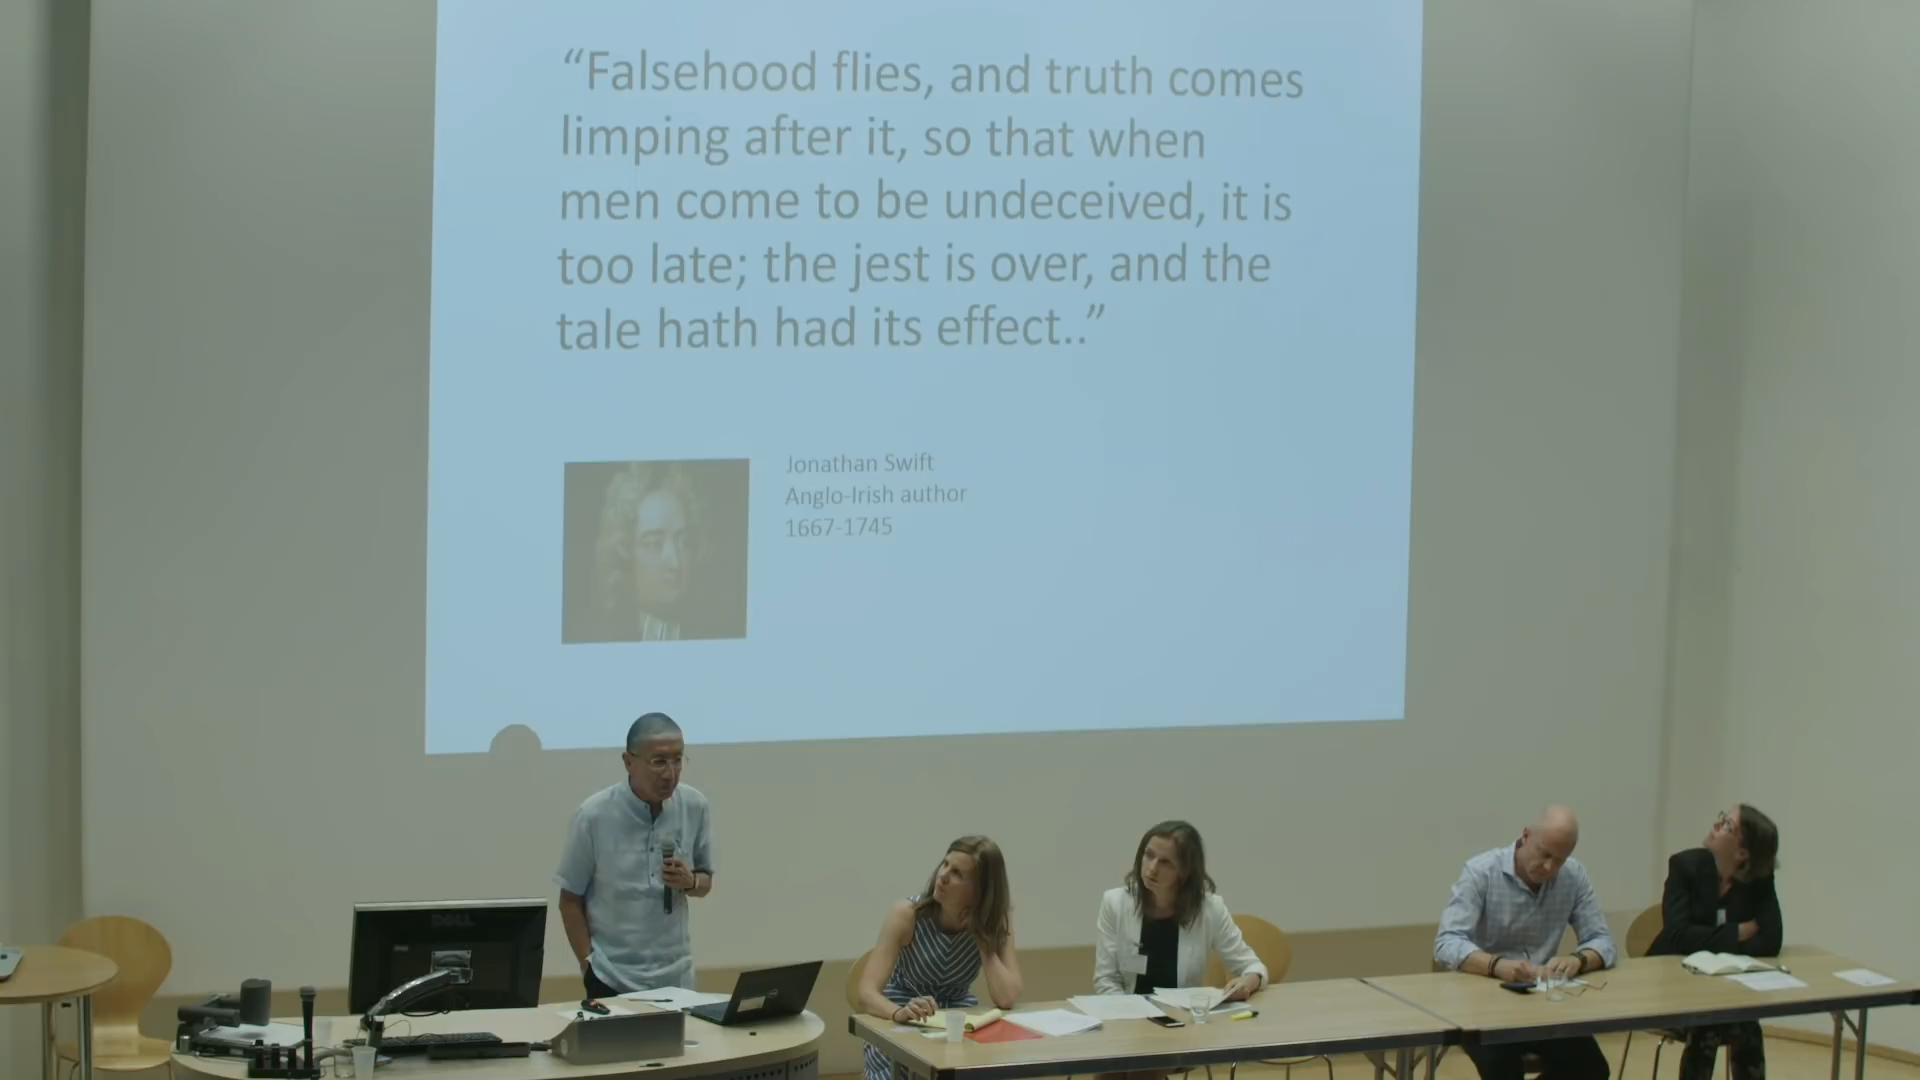 “Falsehood flies, and truth comes
limping after it, so that when
men come to be undeceived, it is
too late; the jest is over, and the
tale hath had its effect..”
Jonathan Swift
Anglo-Irish author
1667-1745
DELL